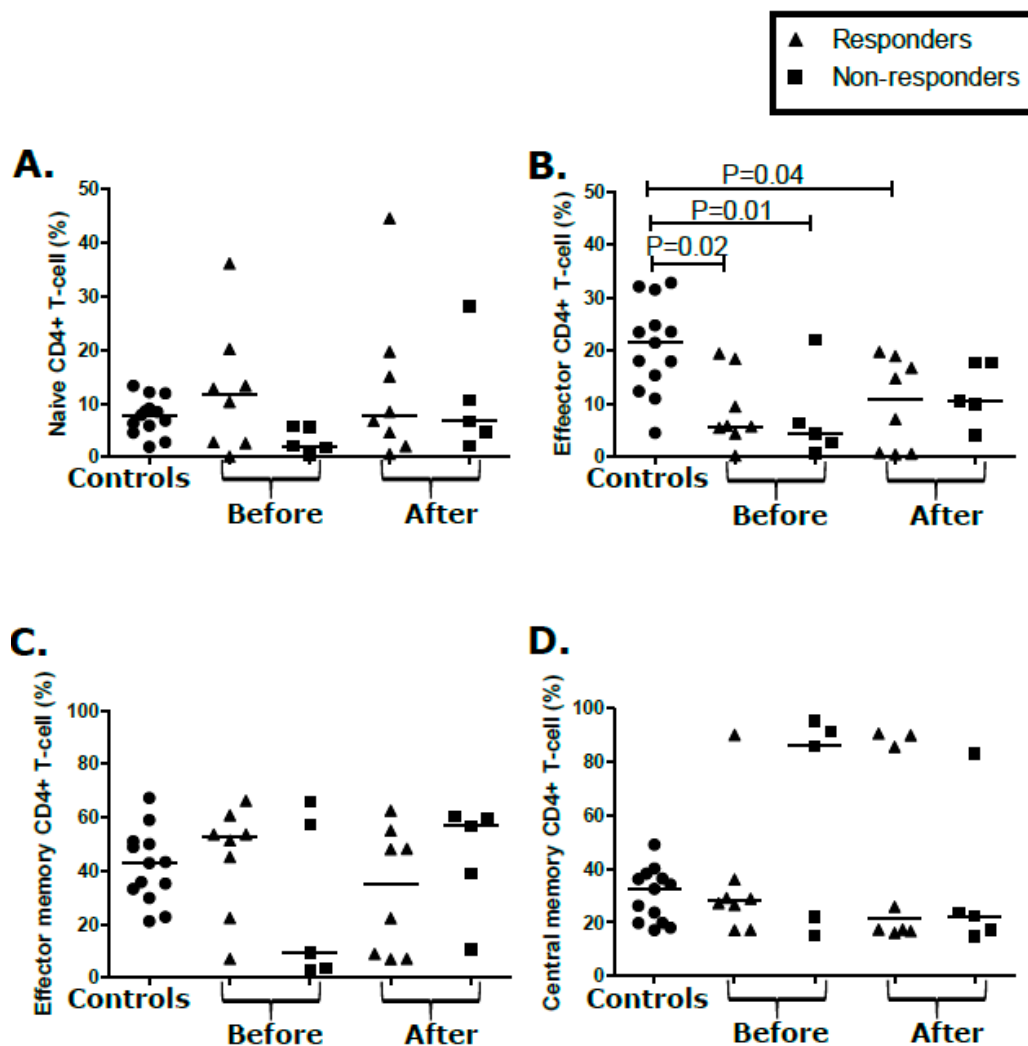 Responders
Non-responders
A.
Naive CD4+ T-cell (%)
50
40
30
20
10
0
Controls
Before
After
B.
Effeector CD4+ T-cell (%)
50
40
30
20
10
0
P=0.04
P=0.01
P=0.02
Controls
Before
After
C.
Effector memory CD4+ T-cell (%)
100
80
60
40
20
0
Controls
Before
After
D.
Central memory CD4+ T-cell (%)
100
80
60
40
20
0
Controls
Before
After